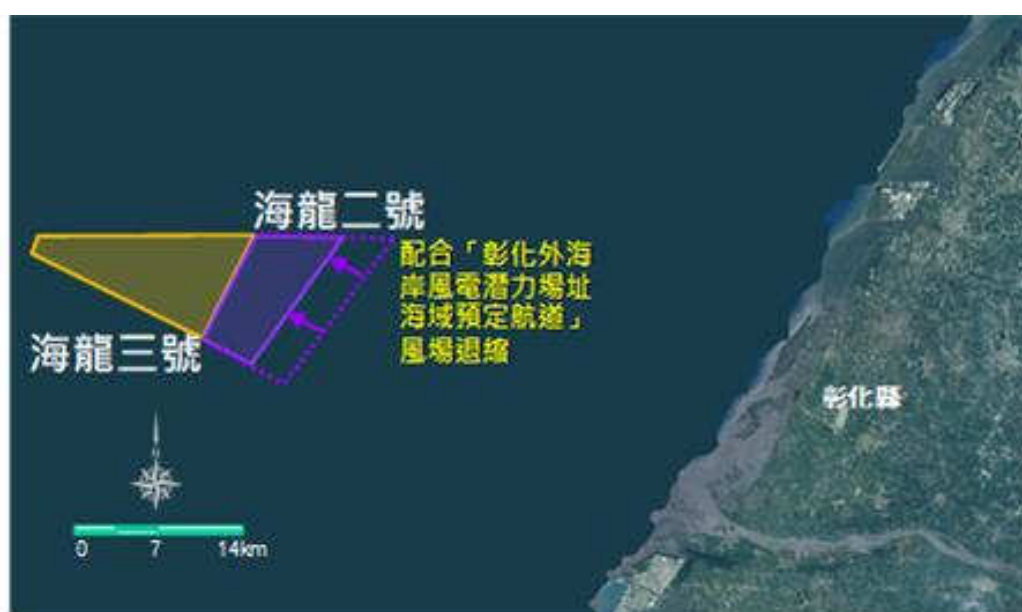 海龍二號
配合「彰化外海
岸風電潛力場址
海域預定航道」
風場退縮
海龍三號
彰化縣
0 7 14km